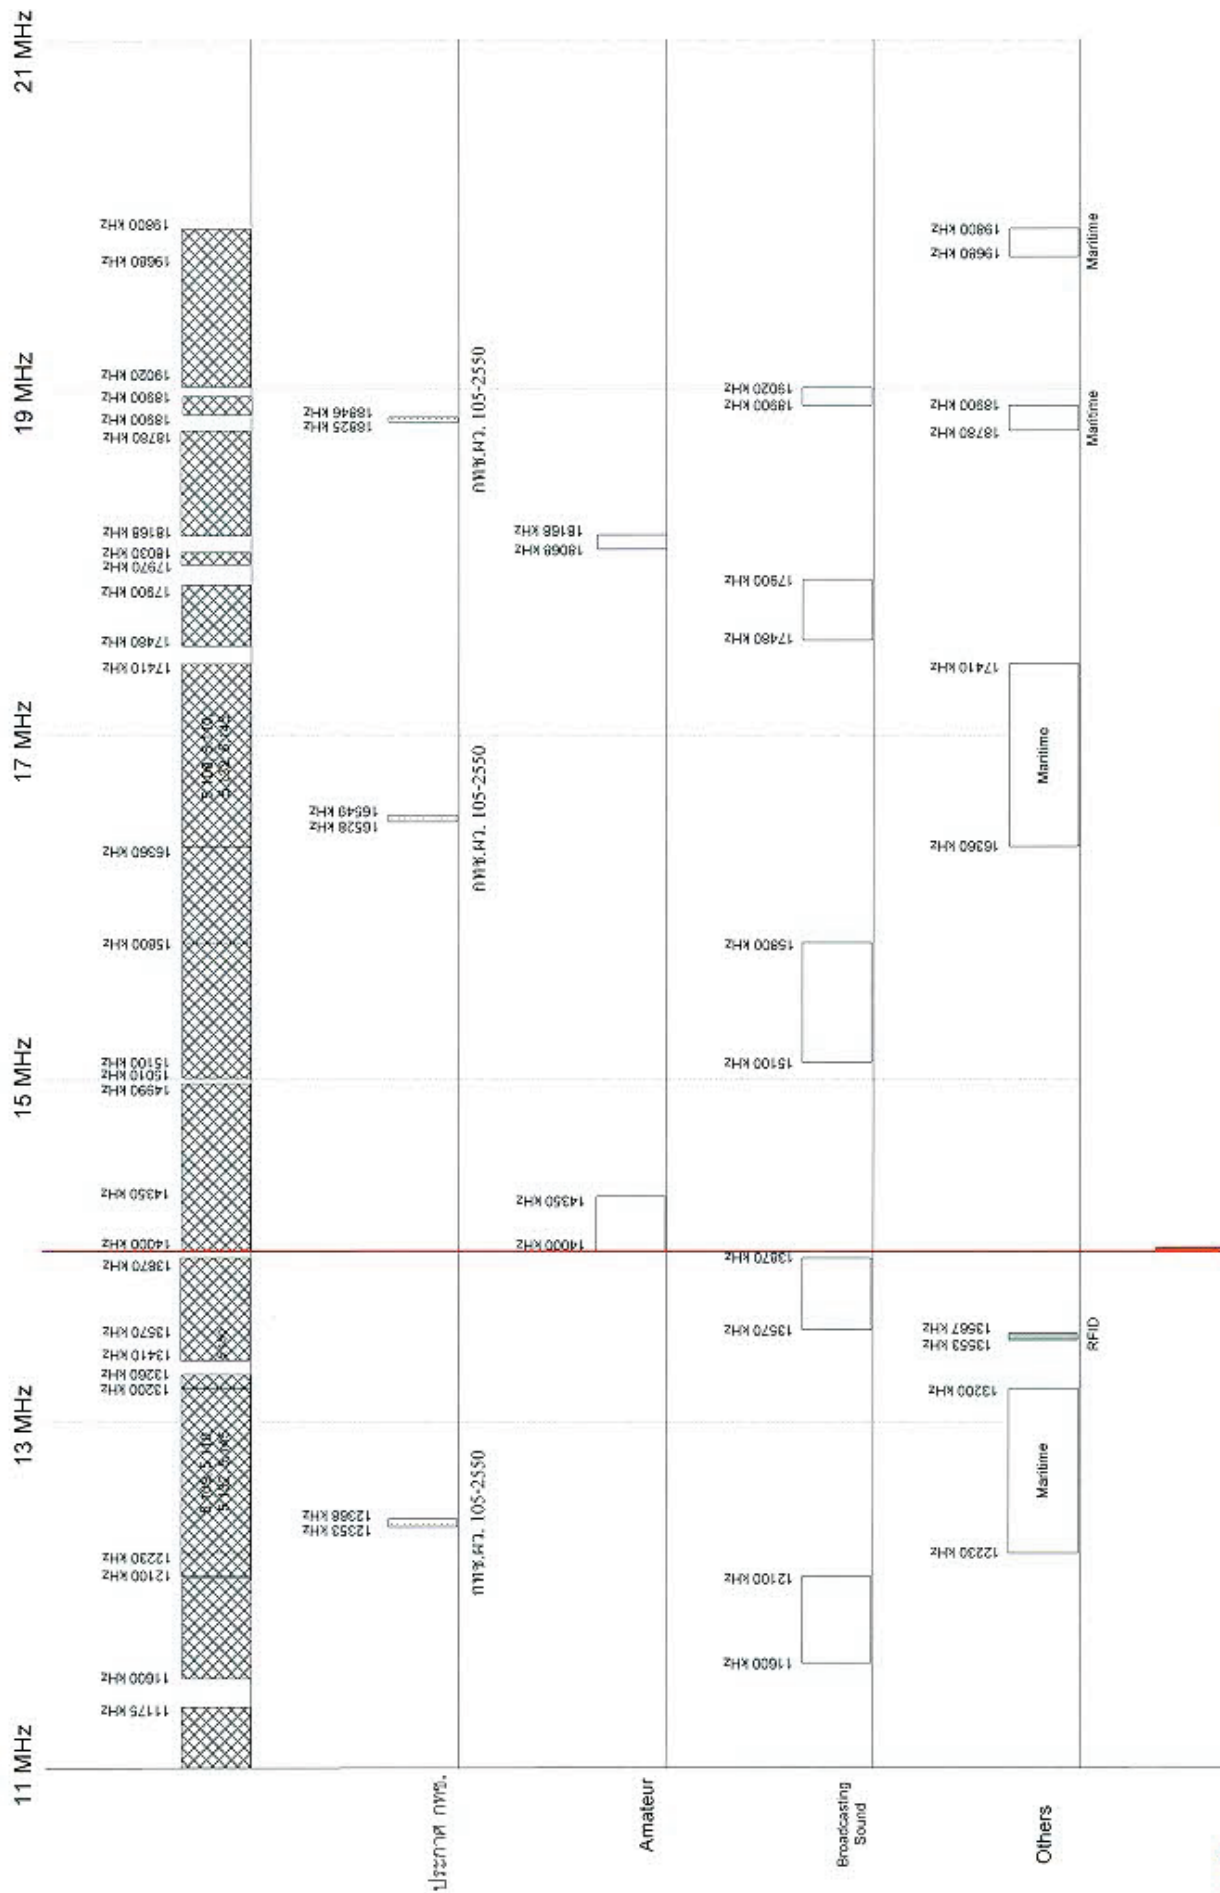 11 MHz
13 MHz
15 MHz
17 MHz
19 MHz
21 MHz
11175 kHz
11600 kHz
12100 kHz
12230 kHz
13200 kHz
13260 kHz
13410 kHz
13570 kHz
13870 kHz
14000 kHz
14350 kHz
14990 kHz
15010 kHz
15100 kHz
15800 kHz
16360 kHz
17410 kHz
17480 kHz
17900 kHz
17970 kHz
18030 kHz
18168 kHz
18780 kHz
18900 kHz
18900 kHz
19020 kHz
19680 kHz
19800 kHz
ประกาศ กทช.
12353 kHz
12368 kHz
กทช.ผว. 105-2550
16528 kHz
16549 kHz
กทช.ผว. 105-2550
18825 kHz
18846 kHz
กทช.ผว. 105-2550
Amateur
14000 kHz
14350 kHz
18068 kHz
18168 kHz
Broadcasting
Sound
11600 kHz
12100 kHz
13570 kHz
13870 kHz
15100 kHz
15800 kHz
17480 kHz
17900 kHz
18900 kHz
19020 kHz
Others
12230 kHz
Maritime
13200 kHz
13553 kHz
13567 kHz
RFID
16360 kHz
Maritime
17410 kHz
18780 kHz
18900 kHz
Maritime
19680 kHz
19800 kHz
Maritime